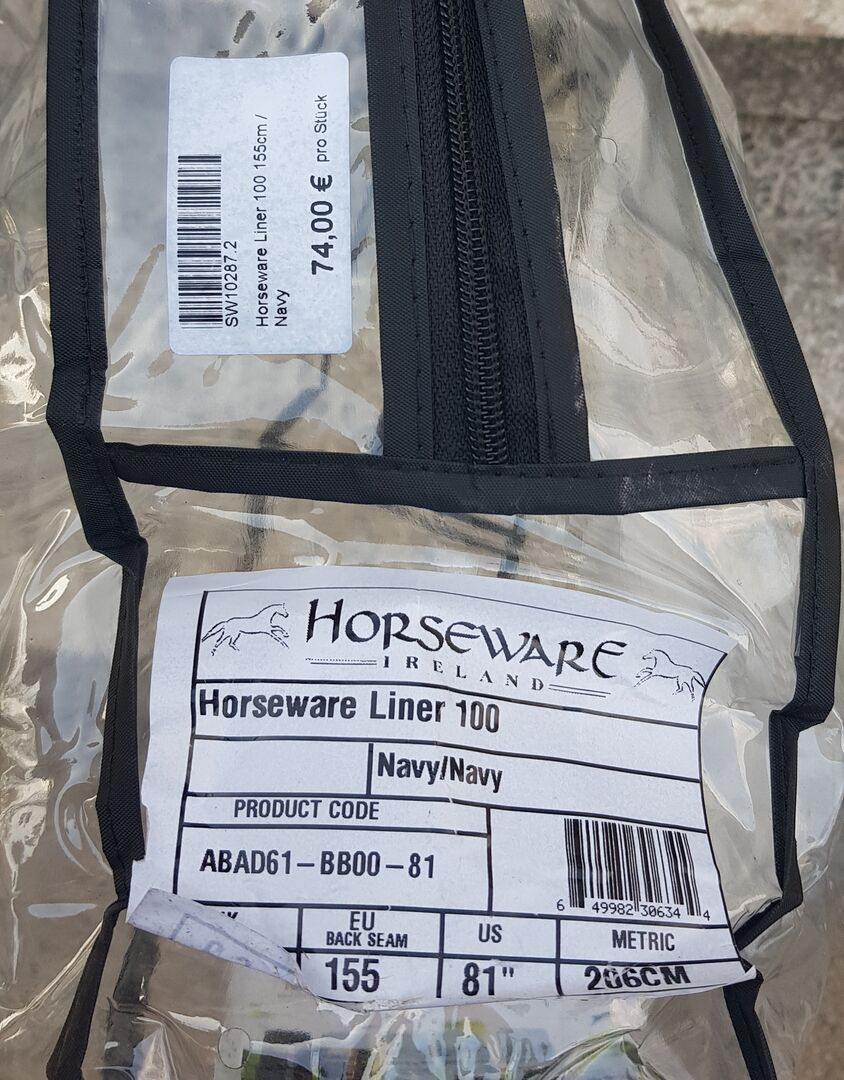 SW10287.2
Horseware Liner 100 155cm /
Navy
74,00 € pro Stück
HORSEWARE
IRELAND
Horseware Liner 100
Navy/Navy
PRODUCT CODE
ABAD61-BB00-81
6 49982 30634 4
EU
BACK SEAM
US
METRIC
155
81"
206CM